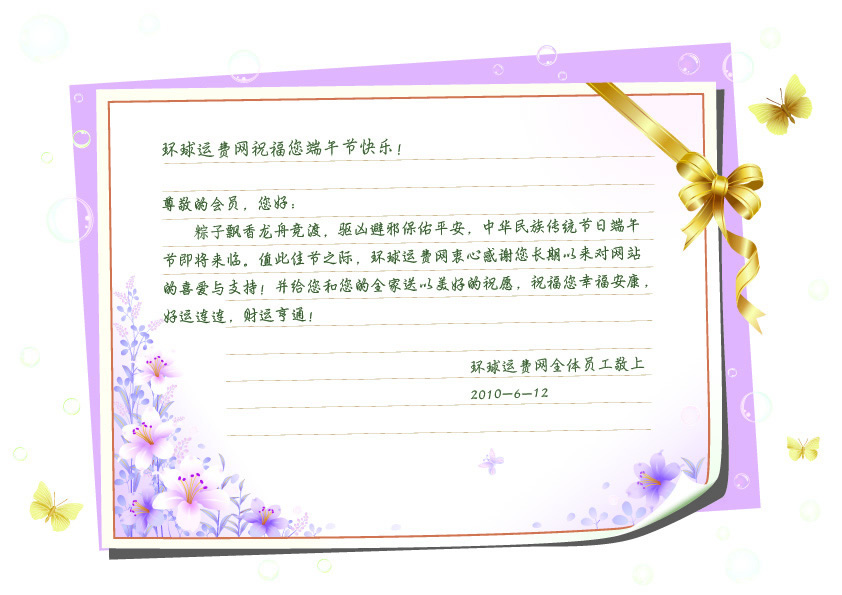 环球运费网祝福您端午节快乐！
尊敬的会员，您好：
粽子飘香龙舟竞渡，驱凶避邪保佑平安，中华民族传统节日端午
节即将来临。值此佳节之际，环球运费网衷心感谢您长期以来对网站
的喜爱与支持！并给您和您的全家送以美好的祝愿，祝福您幸福安康，
好运连连，财运亨通！
环球运费网全体员工敬上
2010—6—12